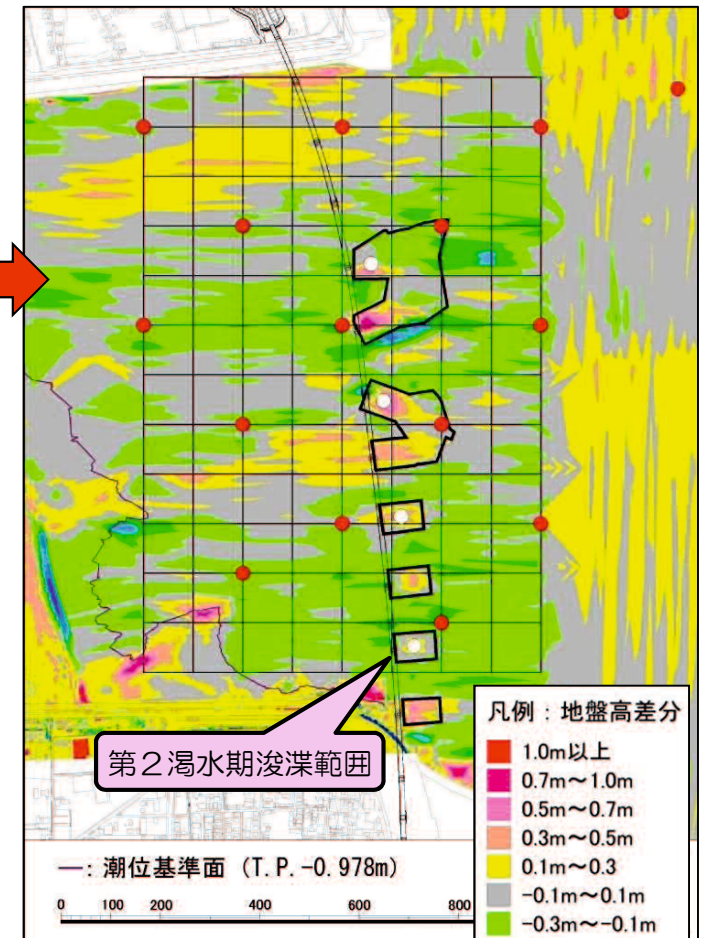 第2渇水期浚渫範囲
凡例：地盤高差分
1.0m以上
0.7m～1.0m
0.5m～0.7m
0.3m～0.5m
0.1m～0.3
-0.1m～0.1m
-0.3m～-0.1m
―：潮位基準面 (T.P.-0.978m)
0 100 200 400 600 800